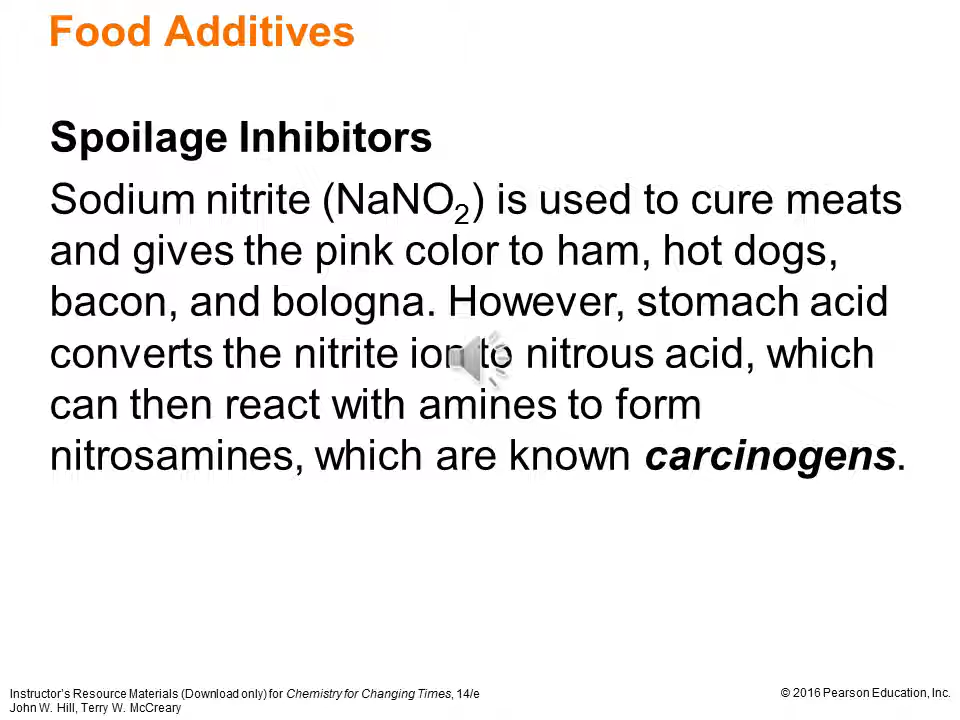 Food Additives
Spoilage Inhibitors
Sodium nitrite (NaNO₂) is used to cure meats
and gives the pink color to ham, hot dogs,
bacon, and bologna. However, stomach acid
converts the nitrite ion to nitrous acid, which
can then react with amines to form
nitrosamines, which are known carcinogens.
Instructor's Resource Materials (Download only) for Chemistry for Changing Times, 14/e
John W. Hill, Terry W. McCreary
© 2016 Pearson Education, Inc.